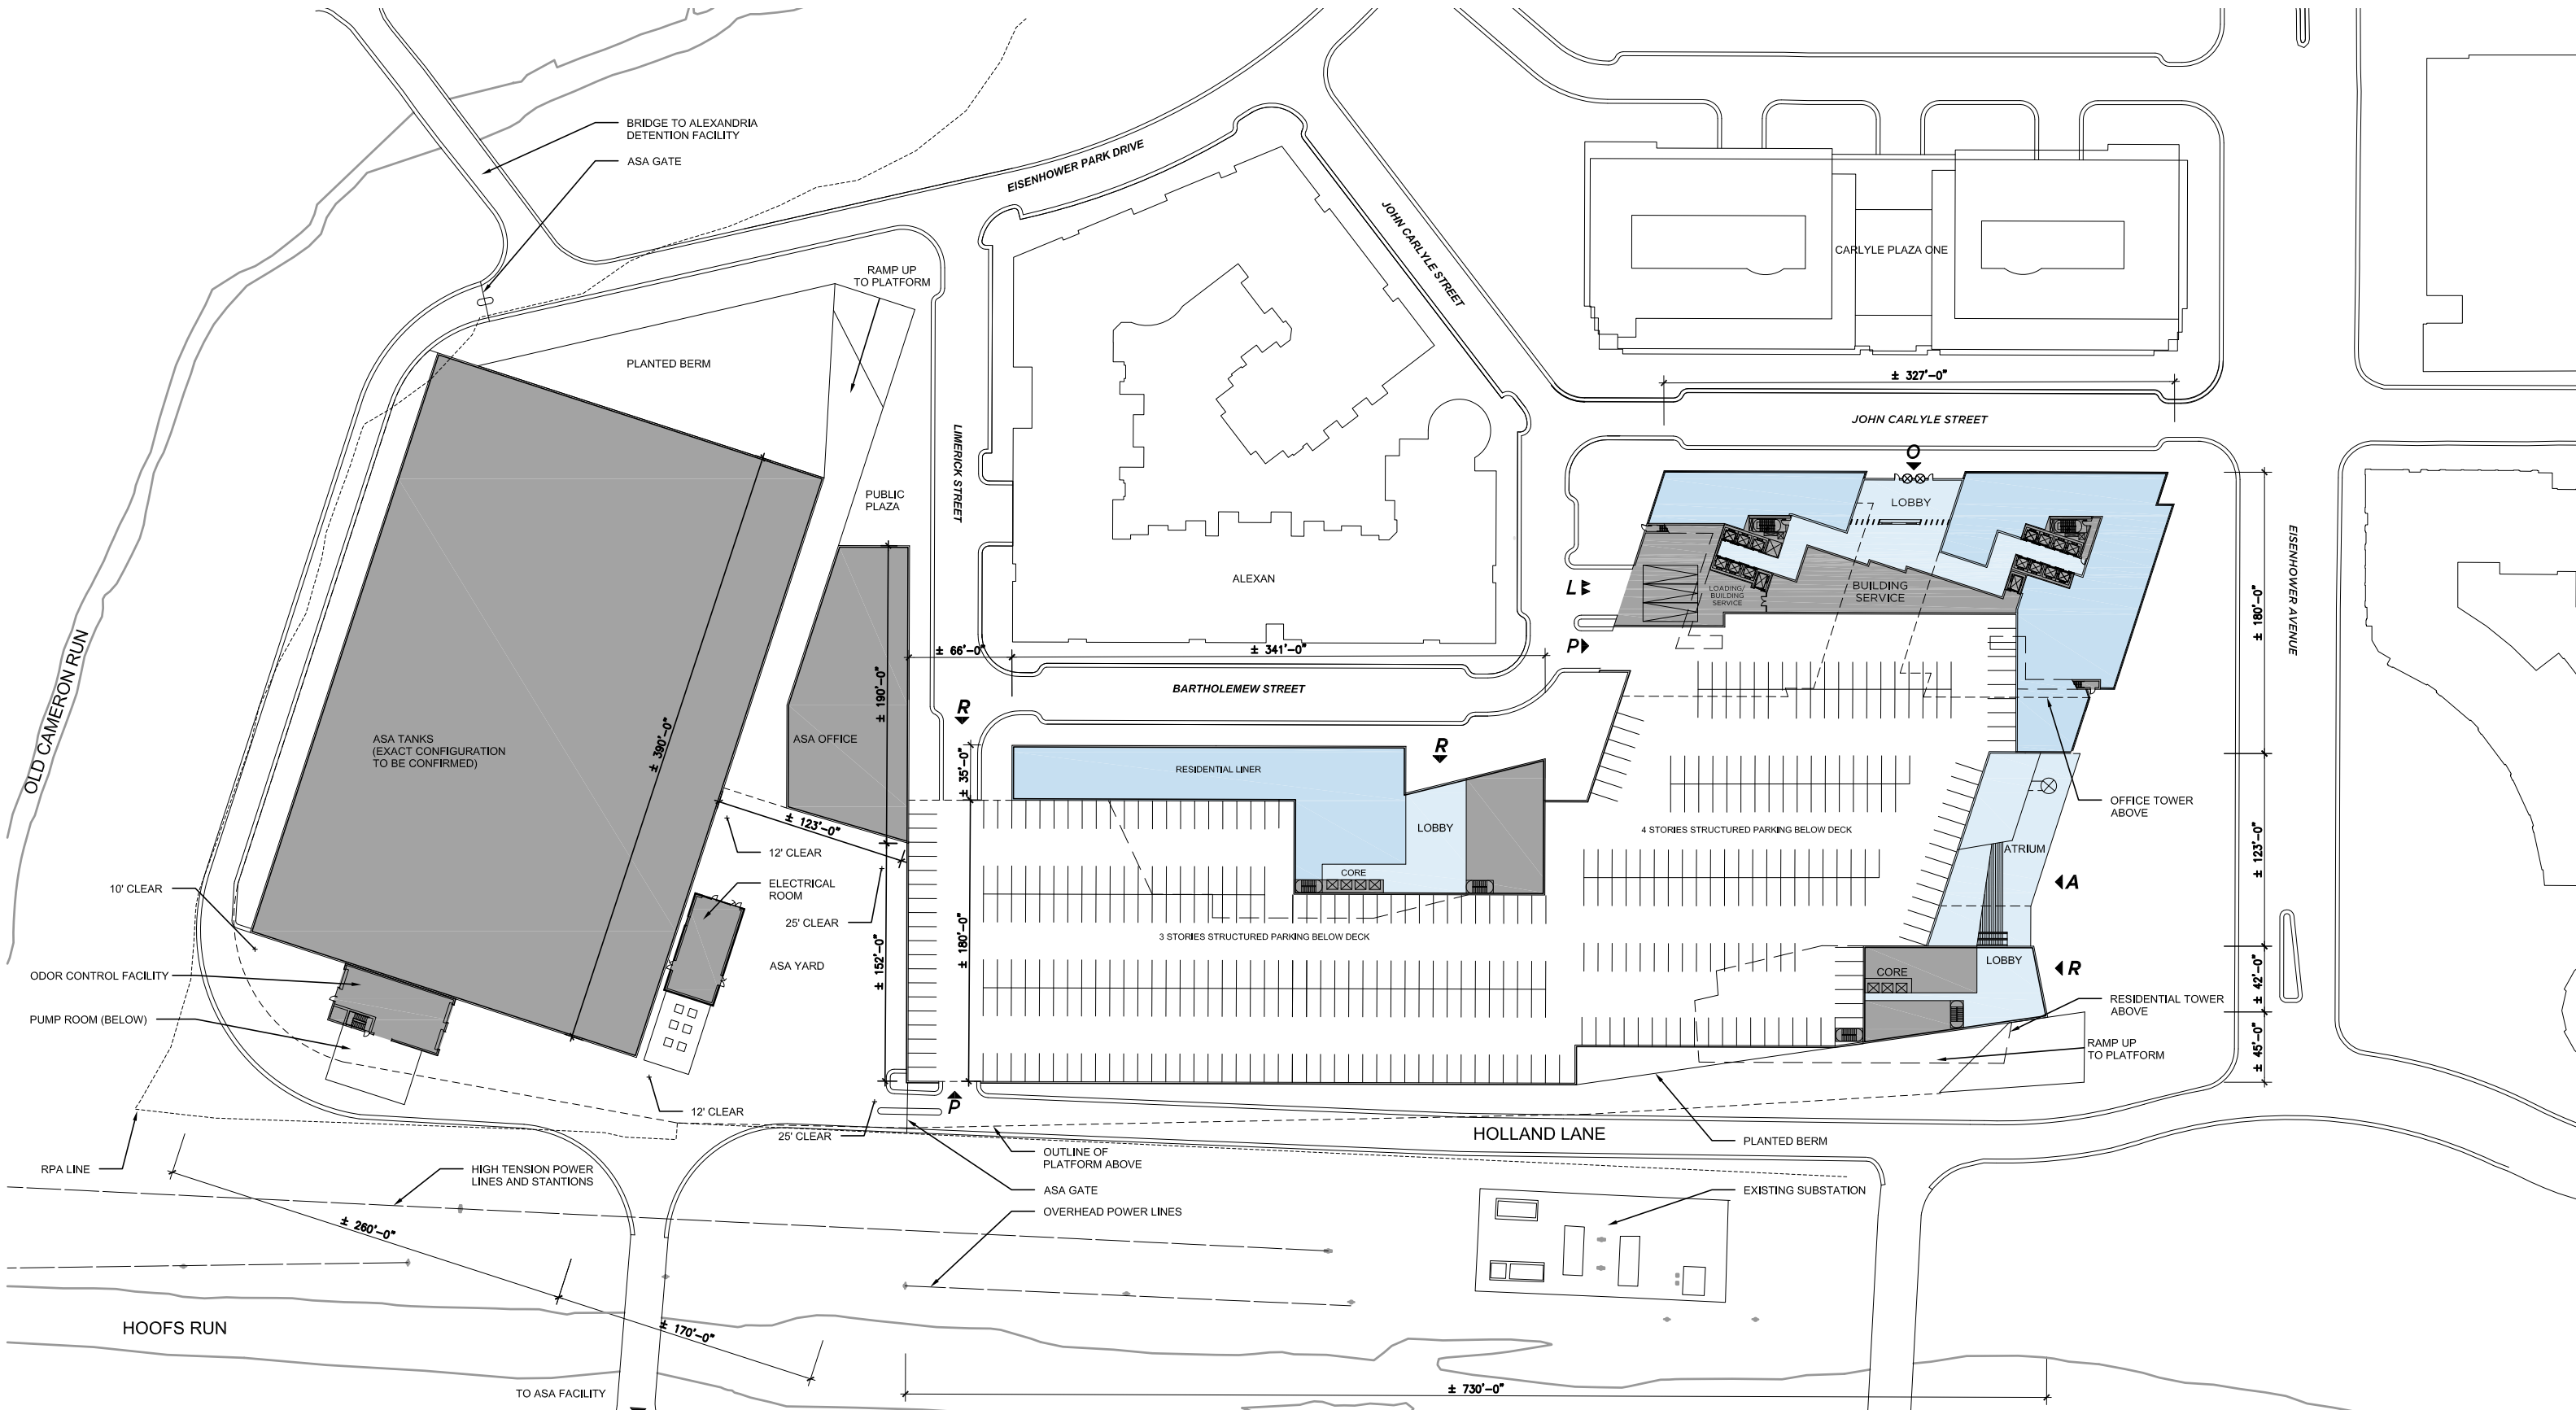 BRIDGE TO ALEXANDRIA
DETENTION FACILITY
ASA GATE
EISENHOWER PARK DRIVE
JOHN CARLYLE STREET
CARLYLE PLAZA ONE
RAMP UP
TO PLATFORM
PLANTED BERM
± 327'-0"
JOHN CARLYLE STREET
LIMERICK STREET
PUBLIC
PLAZA
O
LOBBY
ALEXAN
L
LOADING/
BUILDING
SERVICE
BUILDING
SERVICE
± 180'-0"
EISENHOWER AVENUE
OLD CAMERON RUN
± 66'-0"
± 341'-0"
P
BARTHOLEMEW STREET
± 190'-0"
R
R
ASA TANKS
(EXACT CONFIGURATION
TO BE CONFIRMED)
± 390'-0"
ASA OFFICE
± 35'-0"
RESIDENTIAL LINER
OFFICE TOWER
ABOVE
± 123'-0"
LOBBY
4 STORIES STRUCTURED PARKING BELOW DECK
± 123'-0"
12' CLEAR
ATRIUM
CORE
A
10' CLEAR
ELECTRICAL
ROOM
25' CLEAR
3 STORIES STRUCTURED PARKING BELOW DECK
± 152'-0"
± 180'-0"
ASA YARD
ODOR CONTROL FACILITY
CORE
LOBBY
R
± 42'-0"
RESIDENTIAL TOWER
ABOVE
PUMP ROOM (BELOW)
RAMP UP
TO PLATFORM
± 45'-0"
12' CLEAR
P
25' CLEAR
HOLLAND LANE
PLANTED BERM
RPA LINE
HIGH TENSION POWER
LINES AND STANTIONS
OUTLINE OF
PLATFORM ABOVE
ASA GATE
EXISTING SUBSTATION
OVERHEAD POWER LINES
± 260'-0"
HOOFS RUN
± 170'-0"
TO ASA FACILITY
± 730'-0"